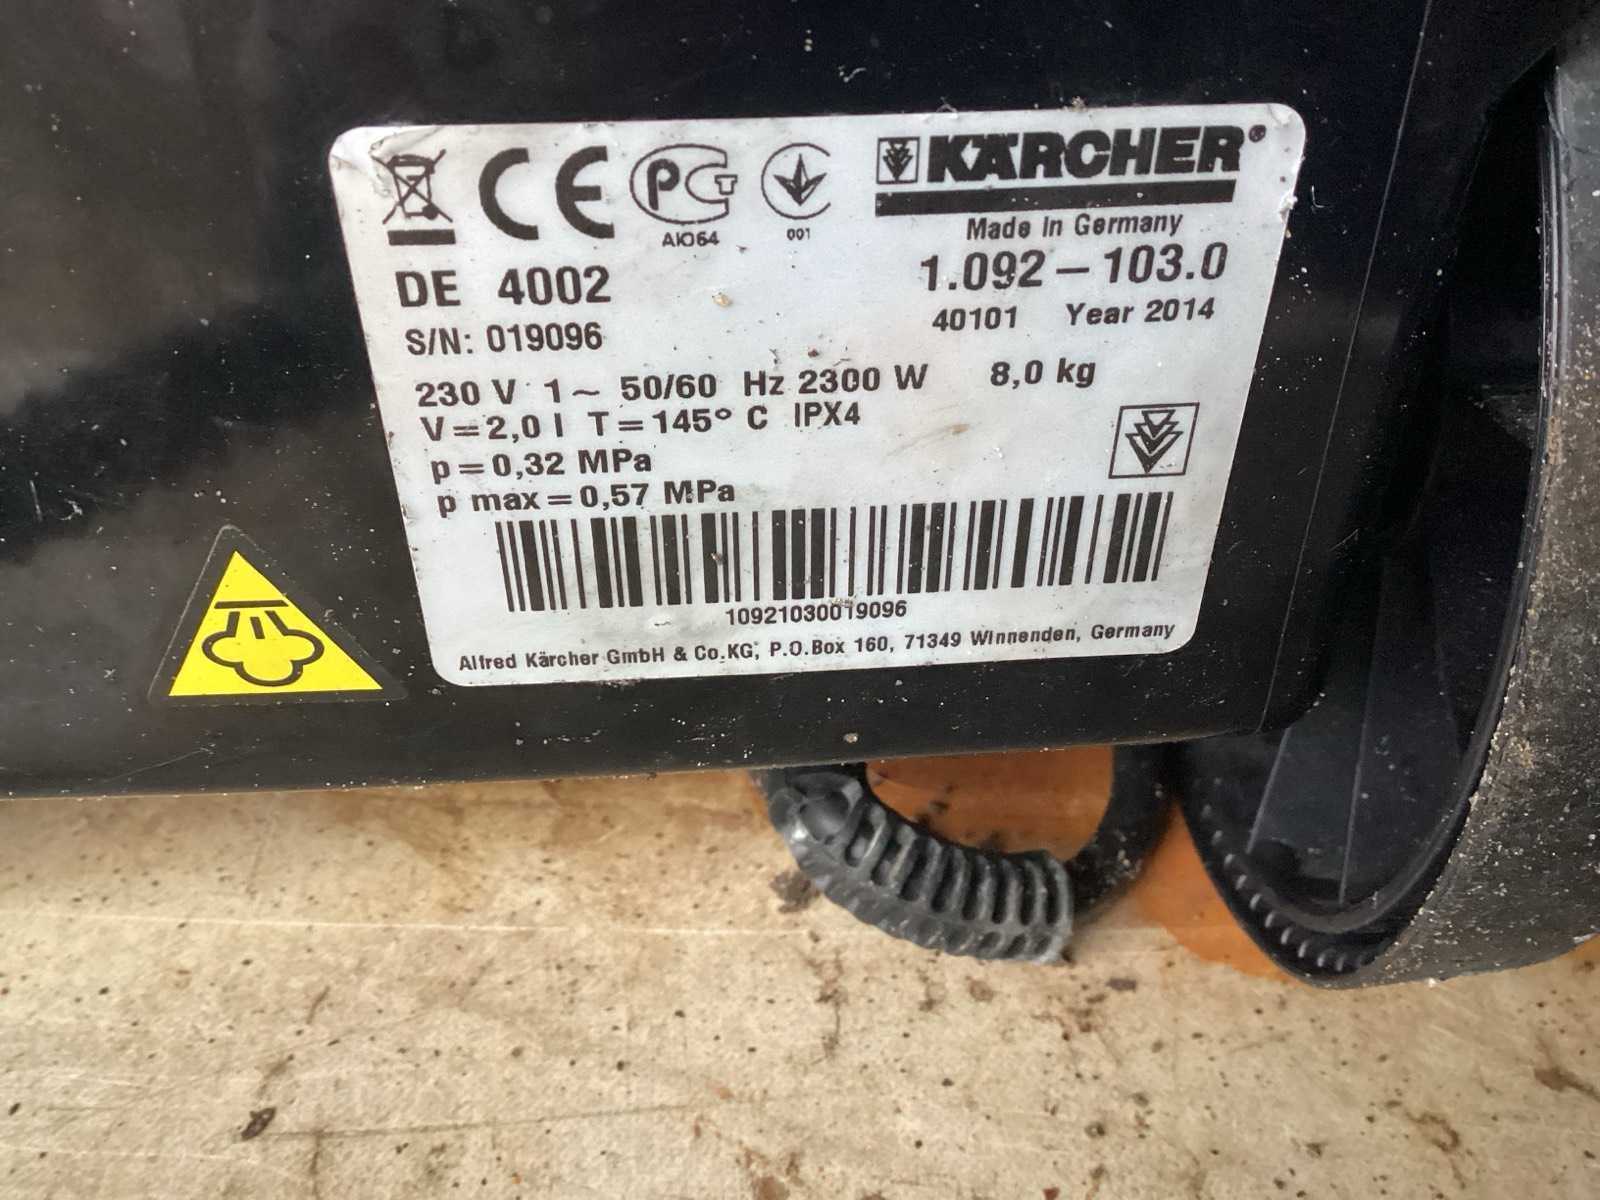 CE PCT KÄRCHER®
АЮ64 001 Made in Germany
DE 4002 1.092 – 103.0
S/N: 019096 40101 Year 2014
230 V 1 ~ 50/60 Hz 2300 W 8,0 kg
V = 2,0 l T = 145° C IPX4
p = 0,32 MPa
p max = 0,57 MPa
10921030019096
Alfred Kärcher GmbH & Co.KG, P.O.Box 160, 71349 Winnenden, Germany